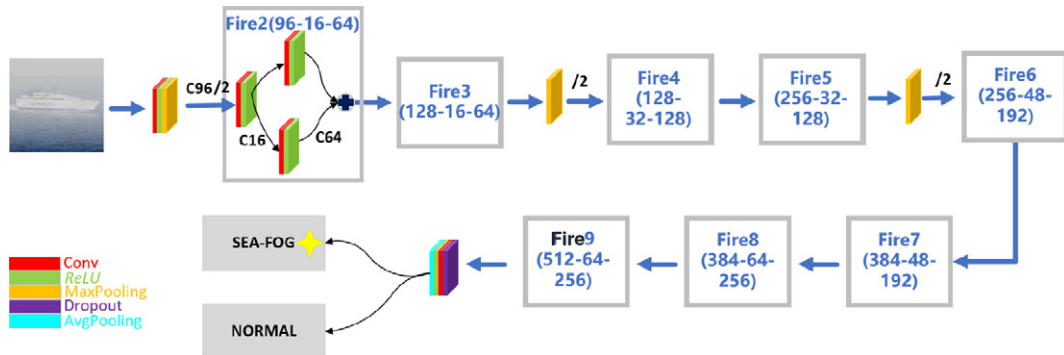 Fire2(96-16-64)
C96/2
C16
C64
Fire3
(128-16-64)
/2
Fire4
(128-
32-128)
Fire5
(256-32-
128)
/2
Fire6
(256-48-
192)
Fire7
(384-48-
192)
Fire8
(384-64-
256)
Fire9
(512-64-
256)
SEA-FOG
NORMAL
Conv
ReLU
MaxPooling
Dropout
AvgPooling